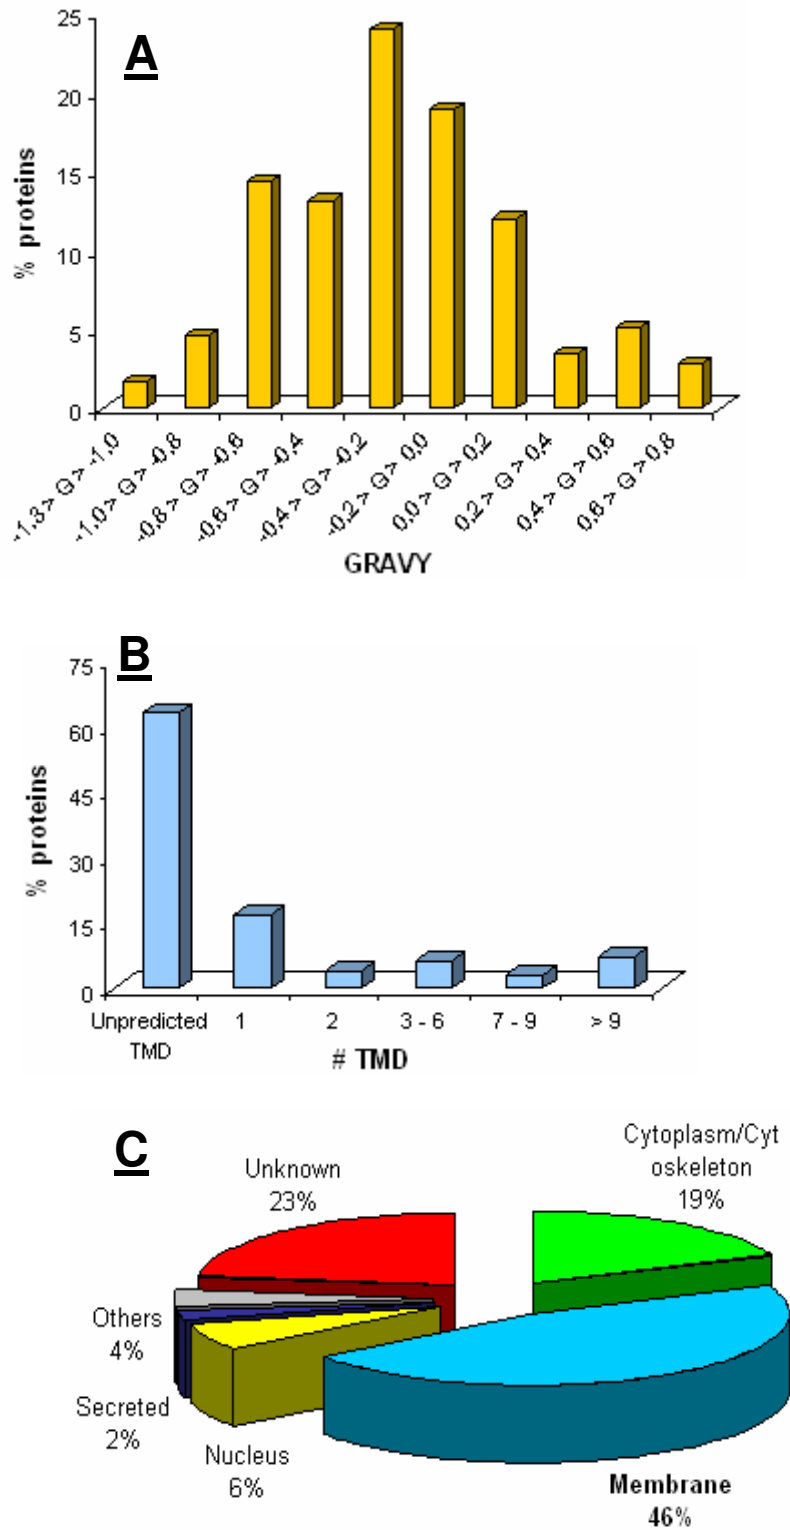 A
25
20
15
10
5
0
% proteins
-1,3 > G > -1,0
-1,0 > G > -0,8
-0,8 > G > -0,6
-0,6 > G > -0,4
-0,4 > G > -0,2
-0,2 > G > 0,0
0,0 > G > 0,2
0,2 > G > 0,4
0,4 > G > 0,6
0,6 > G > 0,8
GRAVY
B
75
60
45
30
15
0
% proteins
Unpredicted
TMD
1
2
3 - 6
7 - 9
> 9
# TMD
C
Cytoplasm/Cyt
oskeleton
19%
Unknown
23%
Others
4%
Secreted
2%
Nucleus
6%
Membrane
46%